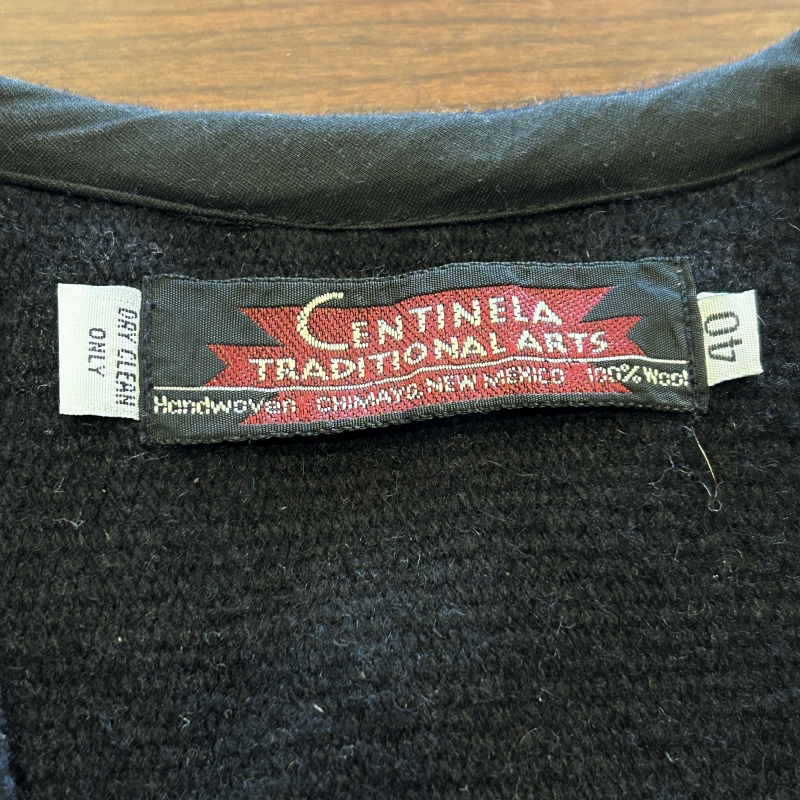 CENTINELA
TRADITIONAL ARTS
Handwoven CHIMAYO, NEW MEXICO 100% Wool
DRY CLEAN
ONLY
40